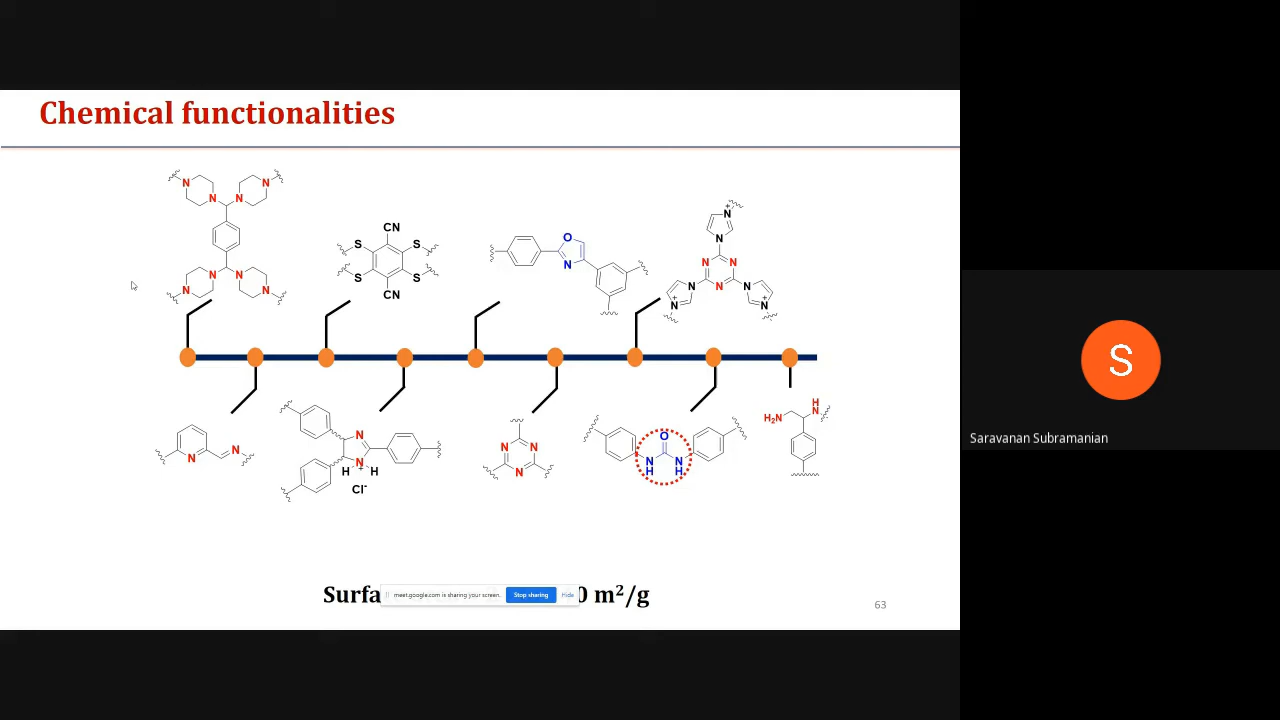 Chemical functionalities
N N N N
N N N N
CN
S S
S S
CN
O
N
N+
N
N N
N
N N
N+ N+
N N
N
H N+ H
Cl-
N N
N
O
N N
H H
H
N
H2N
Surfa
0 m²/g
meet.google.com is sharing your screen.
Stop sharing
Hide
63
S
Saravanan Subramanian